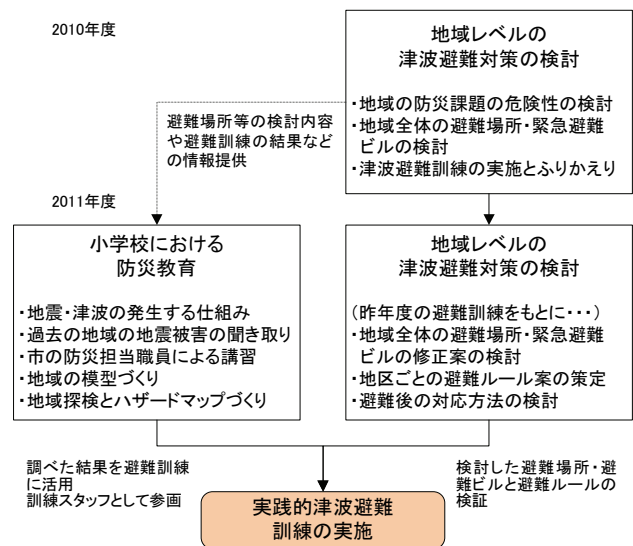 2010年度
地域レベルの
津波避難対策の検討
・地域の防災課題の危険性の検討
・地域全体の避難場所・緊急避難
ビルの検討
・津波避難訓練の実施とふりかえり
避難場所等の検討内容
や避難訓練の結果など
の情報提供
2011年度
小学校における
防災教育
・地震・津波の発生する仕組み
・過去の地域の地震被害の聞き取り
・市の防災担当職員による講習
・地域の模型づくり
・地域探検とハザードマップづくり
地域レベルの
津波避難対策の検討
(昨年度の避難訓練をもとに・・・)
・地域全体の避難場所・緊急避難
ビルの修正案の検討
・地区ごとの避難ルール案の策定
・避難後の対応方法の検討
調べた結果を避難訓練
に活用
訓練スタッフとして参画
検討した避難場所・避
難ビルと避難ルールの
検証
実践的津波避難
訓練の実施